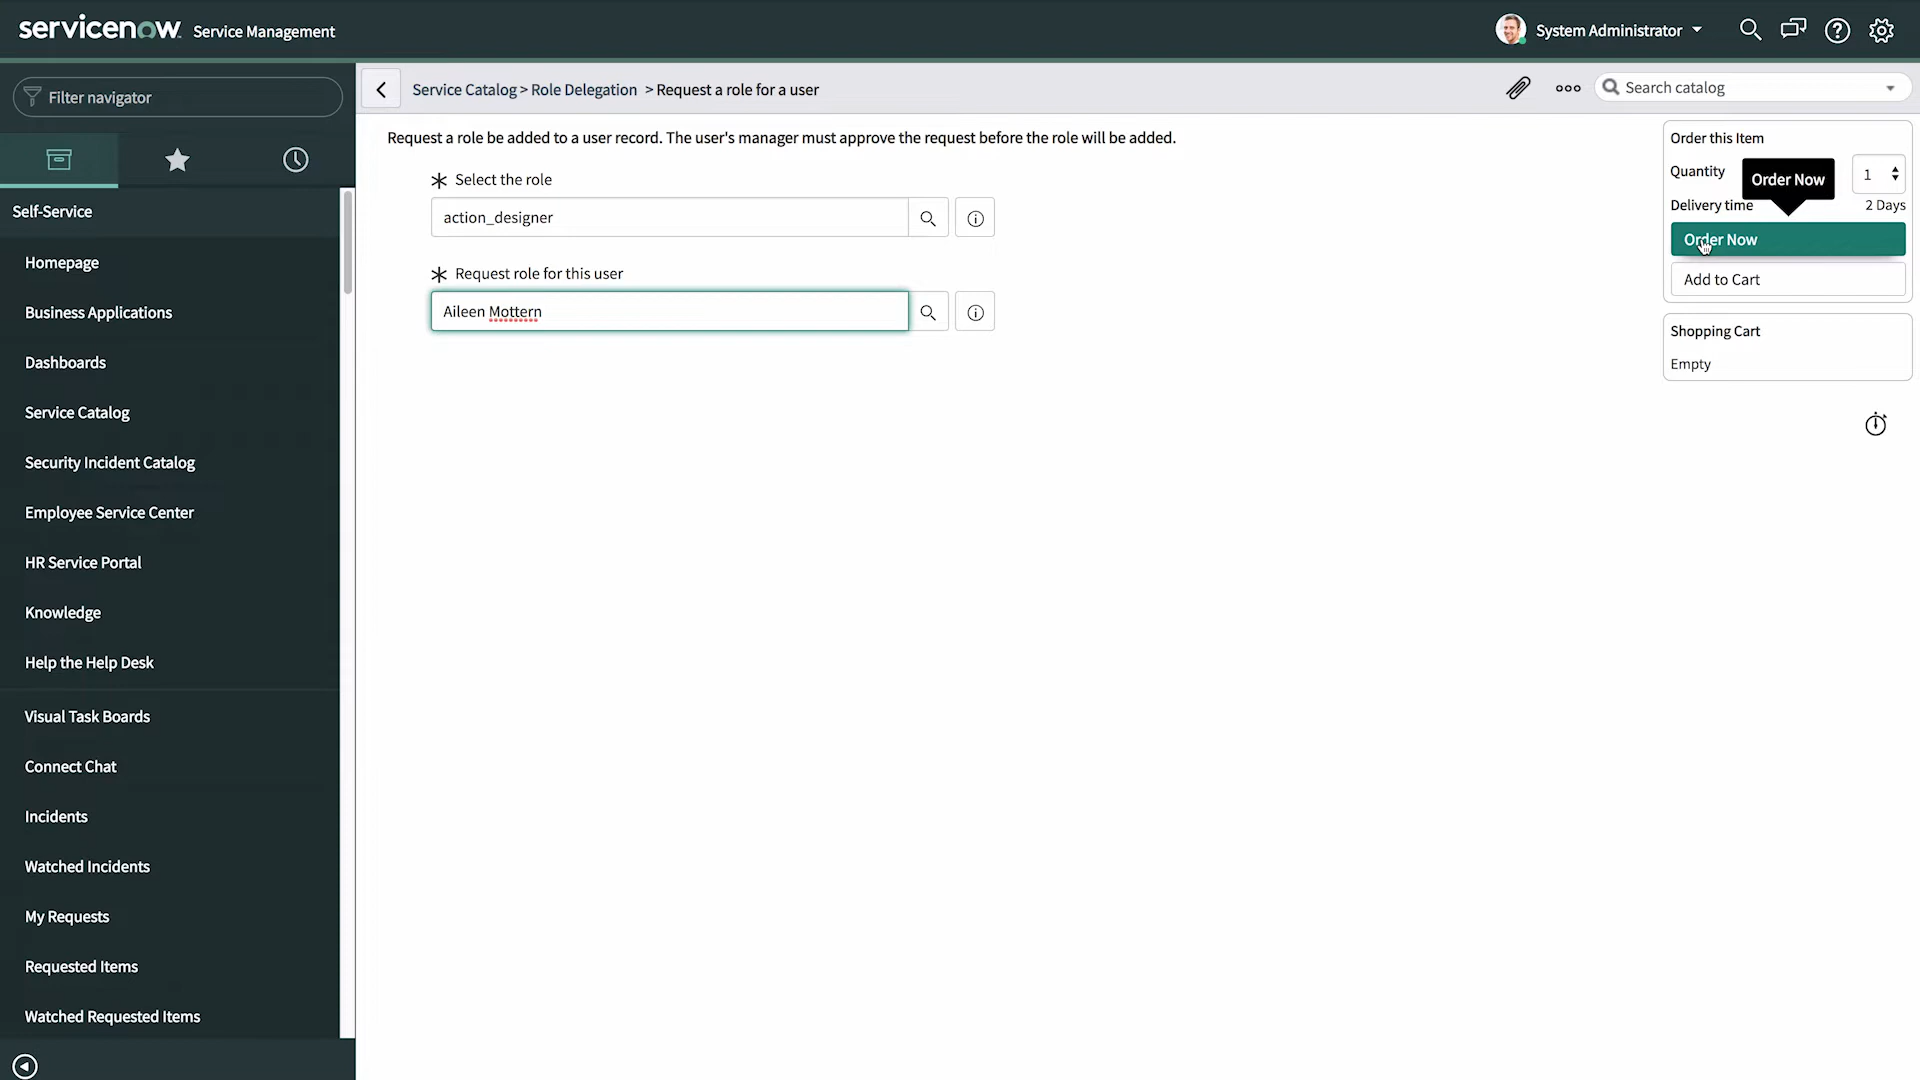 servicenow. Service Management
System Administrator
Filter navigator
Self-Service
Homepage
Business Applications
Dashboards
Service Catalog
Security Incident Catalog
Employee Service Center
HR Service Portal
Knowledge
Help the Help Desk
Visual Task Boards
Connect Chat
Incidents
Watched Incidents
My Requests
Requested Items
Watched Requested Items
Service Catalog > Role Delegation > Request a role for a user
Search catalog
Request a role be added to a user record. The user's manager must approve the request before the role will be added.
Select the role
action_designer
Request role for this user
Aileen Mottern
Order this Item
Quantity
1
Order Now
Delivery time
2 Days
Order Now
Add to Cart
Shopping Cart
Empty